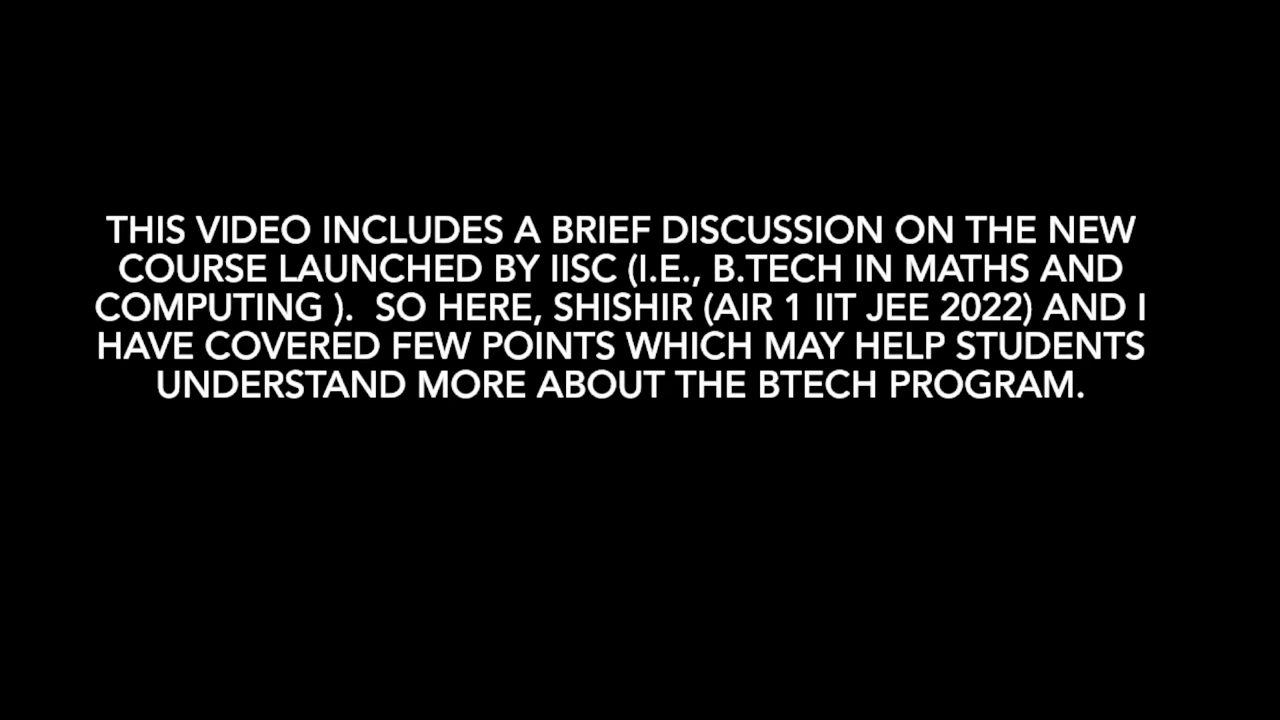 THIS VIDEO INCLUDES A BRIEF DISCUSSION ON THE NEW
COURSE LAUNCHED BY IISC (I.E., B.TECH IN MATHS AND
COMPUTING ).  SO HERE, SHISHIR (AIR 1 IIT JEE 2022) AND I
HAVE COVERED FEW POINTS WHICH MAY HELP STUDENTS
UNDERSTAND MORE ABOUT THE BTECH PROGRAM.